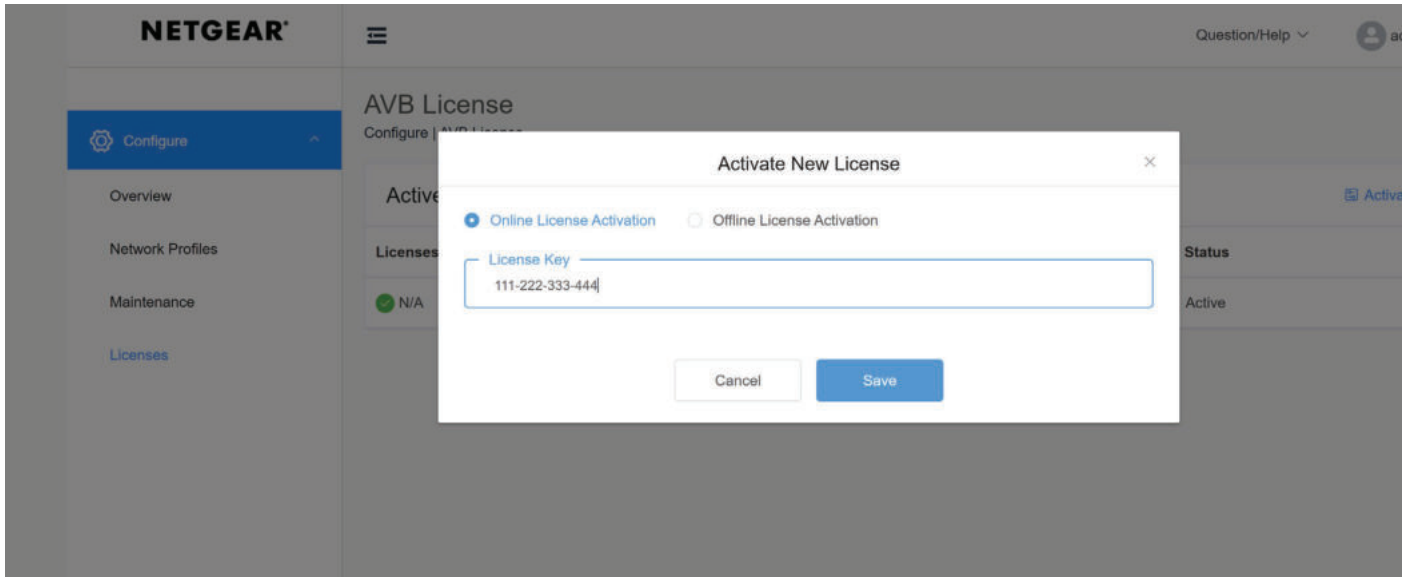 NETGEAR®
Question/Help
AVB License
Configure |
Configure
Activate New License
Overview
Online License Activation
Offline License Activation
Network Profiles
Licenses
License Key
Status
111-222-333-444
Maintenance
N/A
Active
Licenses
Cancel
Save